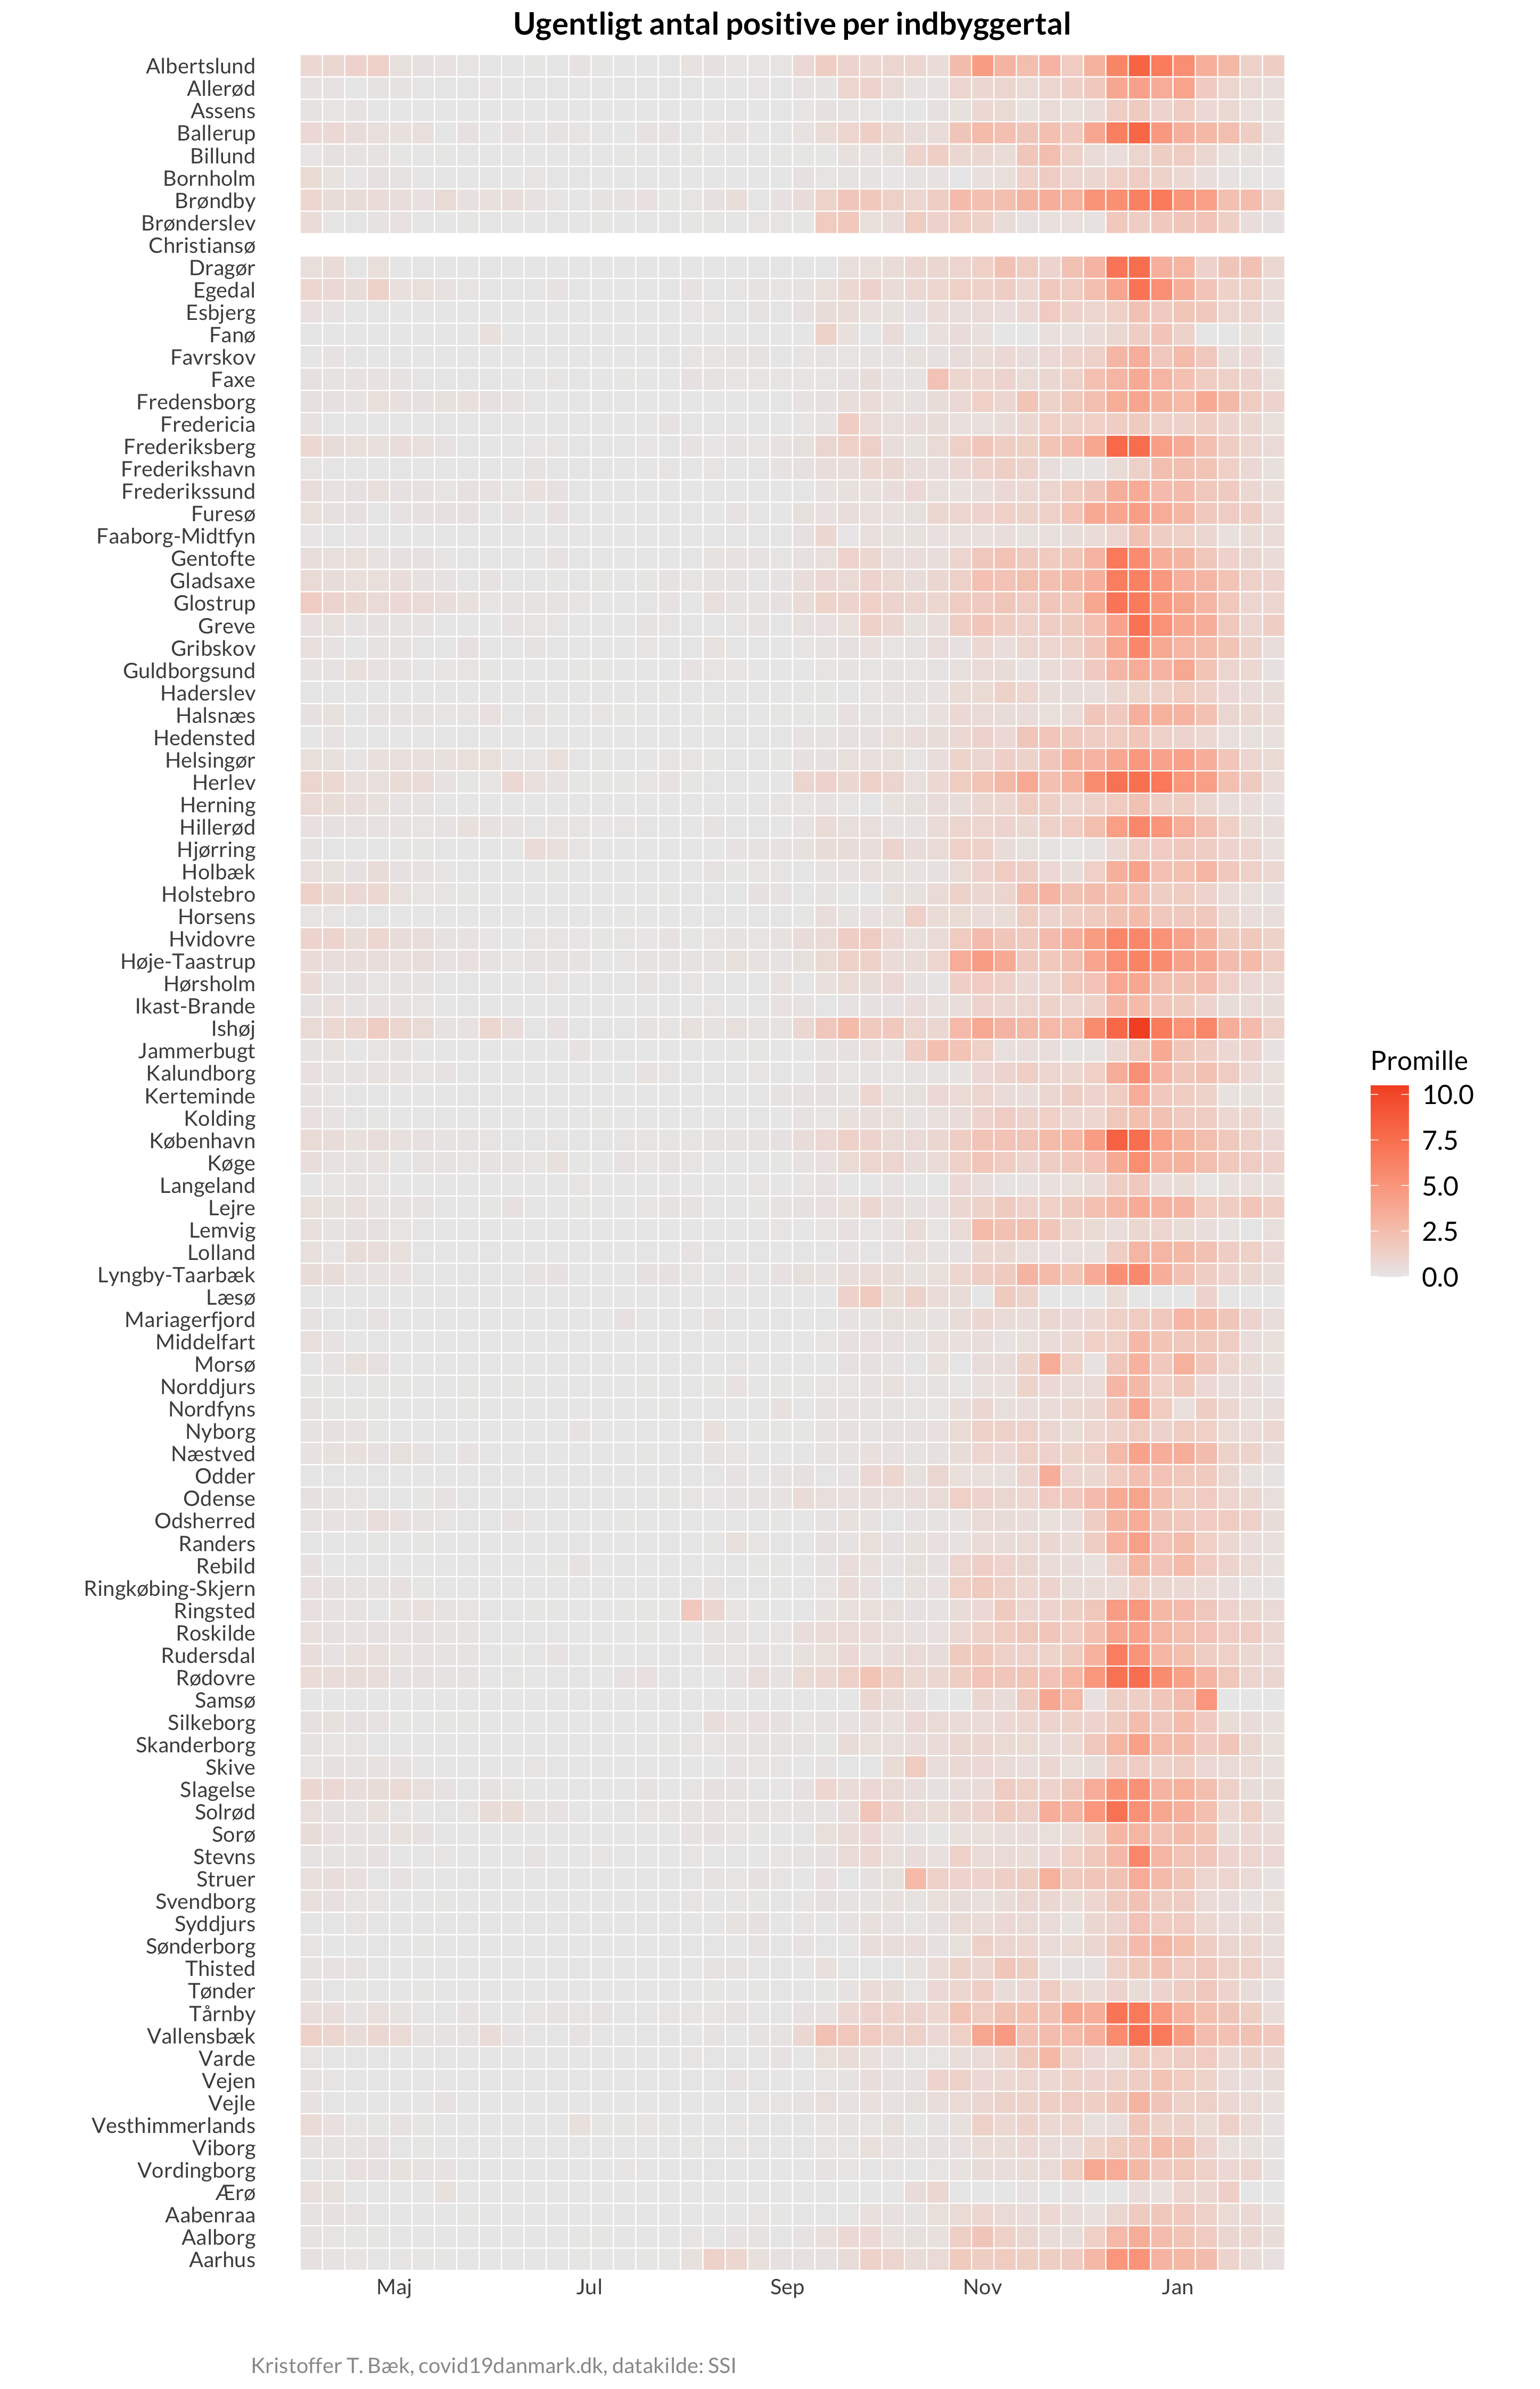 Ugentligt antal positive per indbyggertal
Albertslund
Allerød
Assens
Ballerup
Billund
Bornholm
Brøndby
Brønderslev
Christiansø
Dragør
Egedal
Esbjerg
Fanø
Favrskov
Faxe
Fredensborg
Fredericia
Frederiksberg
Frederikshavn
Frederikssund
Furesø
Faaborg-Midtfyn
Gentofte
Gladsaxe
Glostrup
Greve
Gribskov
Guldborgsund
Haderslev
Halsnæs
Hedensted
Helsingør
Herlev
Herning
Hillerød
Hjørring
Holbæk
Holstebro
Horsens
Hvidovre
Høje-Taastrup
Hørsholm
Ikast-Brande
Ishøj
Jammerbugt
Kalundborg
Kerteminde
Kolding
København
Køge
Langeland
Lejre
Lemvig
Lolland
Lyngby-Taarbæk
Læsø
Mariagerfjord
Middelfart
Morsø
Norddjurs
Nordfyns
Nyborg
Næstved
Odder
Odense
Odsherred
Randers
Rebild
Ringkøbing-Skjern
Ringsted
Roskilde
Rudersdal
Rødovre
Samsø
Silkeborg
Skanderborg
Skive
Slagelse
Solrød
Sorø
Stevns
Struer
Svendborg
Syddjurs
Sønderborg
Thisted
Tønder
Tårnby
Vallensbæk
Varde
Vejen
Vejle
Vesthimmerlands
Viborg
Vordingborg
Ærø
Aabenraa
Aalborg
Aarhus
Maj Jul Sep Nov Jan
Promille
10.0
7.5
5.0
2.5
0.0
Kristoffer T. Bæk, covid19danmark.dk, datakilde: SSI